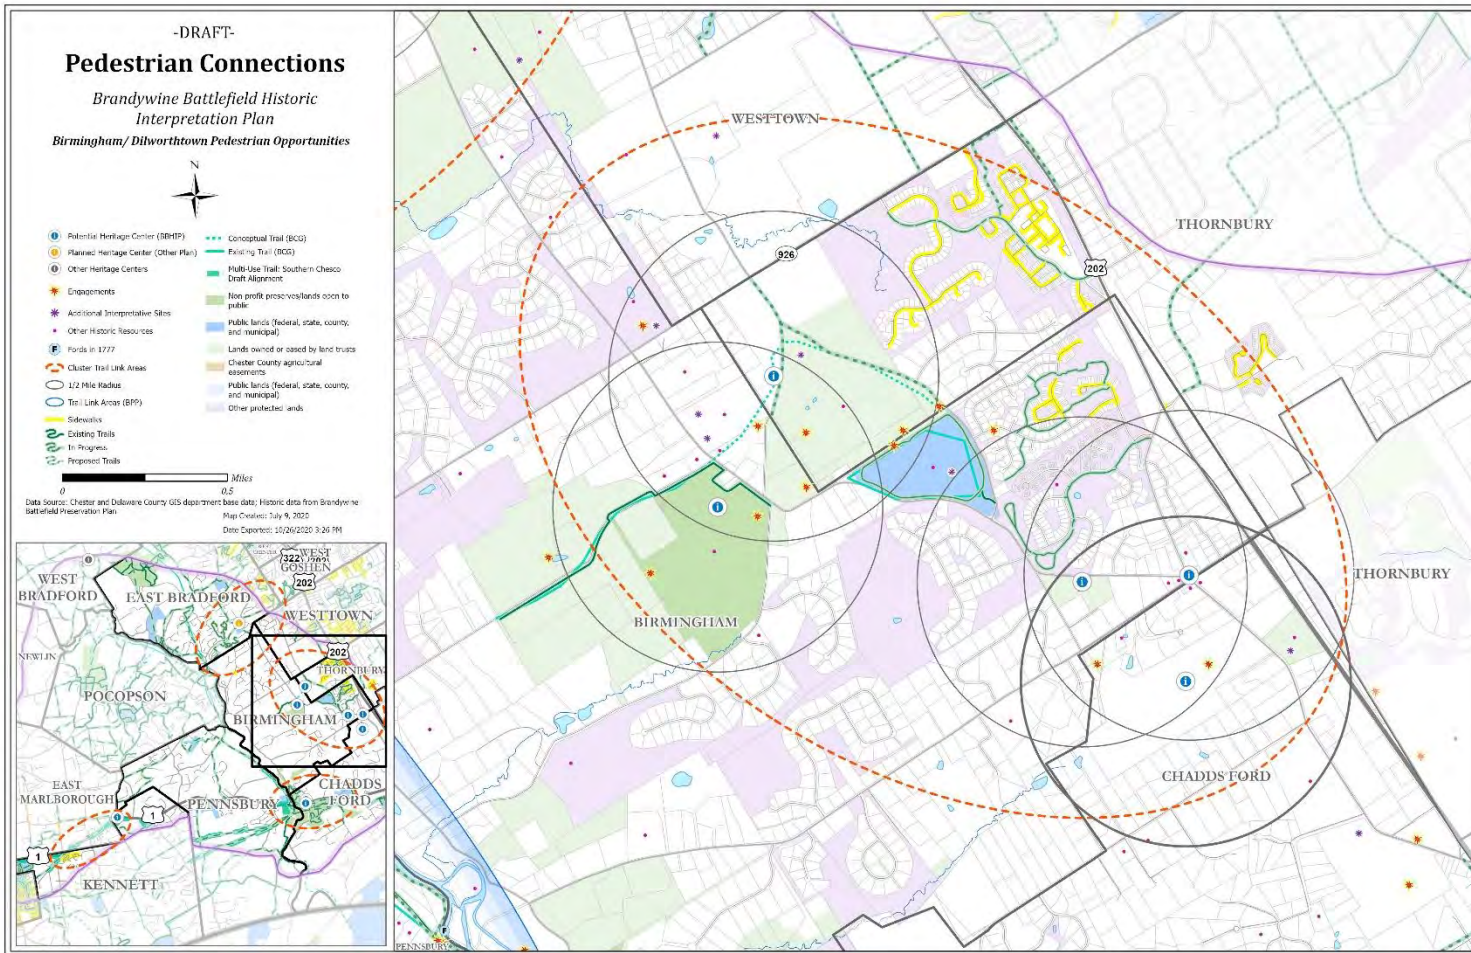 -DRAFT-
Pedestrian Connections
Brandywine Battlefield Historic
Interpretation Plan
Birmingham/ Dilworthtown Pedestrian Opportunities
N
Potential Heritage Center (BBHIP)
Planned Heritage Center (Other Plan)
Other Heritage Centers
Engagements
Additional Interpretive Sites
Other Historic Resources
F
Fords in 1777
Cluster Trail Link Areas
1/2 Mile Radius
Trail Link Areas (BPP)
Sidewalks
Existing Trails
In Progress
Proposed Trails
Conceptual Trail (BCG)
Existing Trail (BCG)
Multi-Use Trail: Southern Chesco
Draft Alignment
Non profit preserves/lands open to
public
Public lands (federal, state, county,
and municipal)
Lands owned or eased by land trusts
Chester County agricultural
easements
Public lands (federal, state, county,
and municipal)
Other protected lands
Miles
0
0.5
Data Source: Chester and Delaware County GIS department base data; Historic data from Brandywine
Battlefield Preservation Plan
Map Created: July 9, 2020
Date Exported: 10/26/2020 3:26 PM
WESTTOWN
THORNBURY
926
202
BIRMINGHAM
THORNBURY
CHADDS FORD
F
PENNSBURY
WEST
BRADFORD
EAST BRADFORD
322
WEST
GOSHEN
202
WESTTOWN
NEWLIN
202
THORNBURY
POCOPSON
BIRMINGHAM
EAST
MARLBOROUGH
PENNSBURY
CHADDS
FORD
1
1
KENNETT